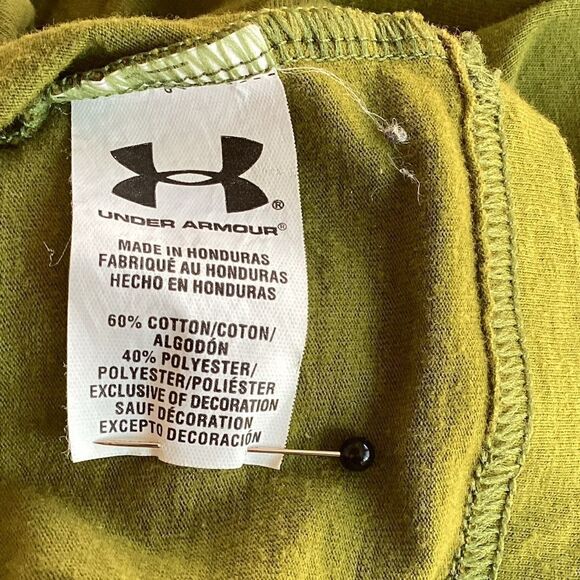 UNDER ARMOUR®
MADE IN HONDURAS
FABRIQUÉ AU HONDURAS
HECHO EN HONDURAS
60% COTTON/COTON/
ALGODÓN
40% POLYESTER/
POLYESTER/POLIÉSTER
EXCLUSIVE OF DECORATION
SAUF DÉCORATION
EXCEPTO DECORACIÓN